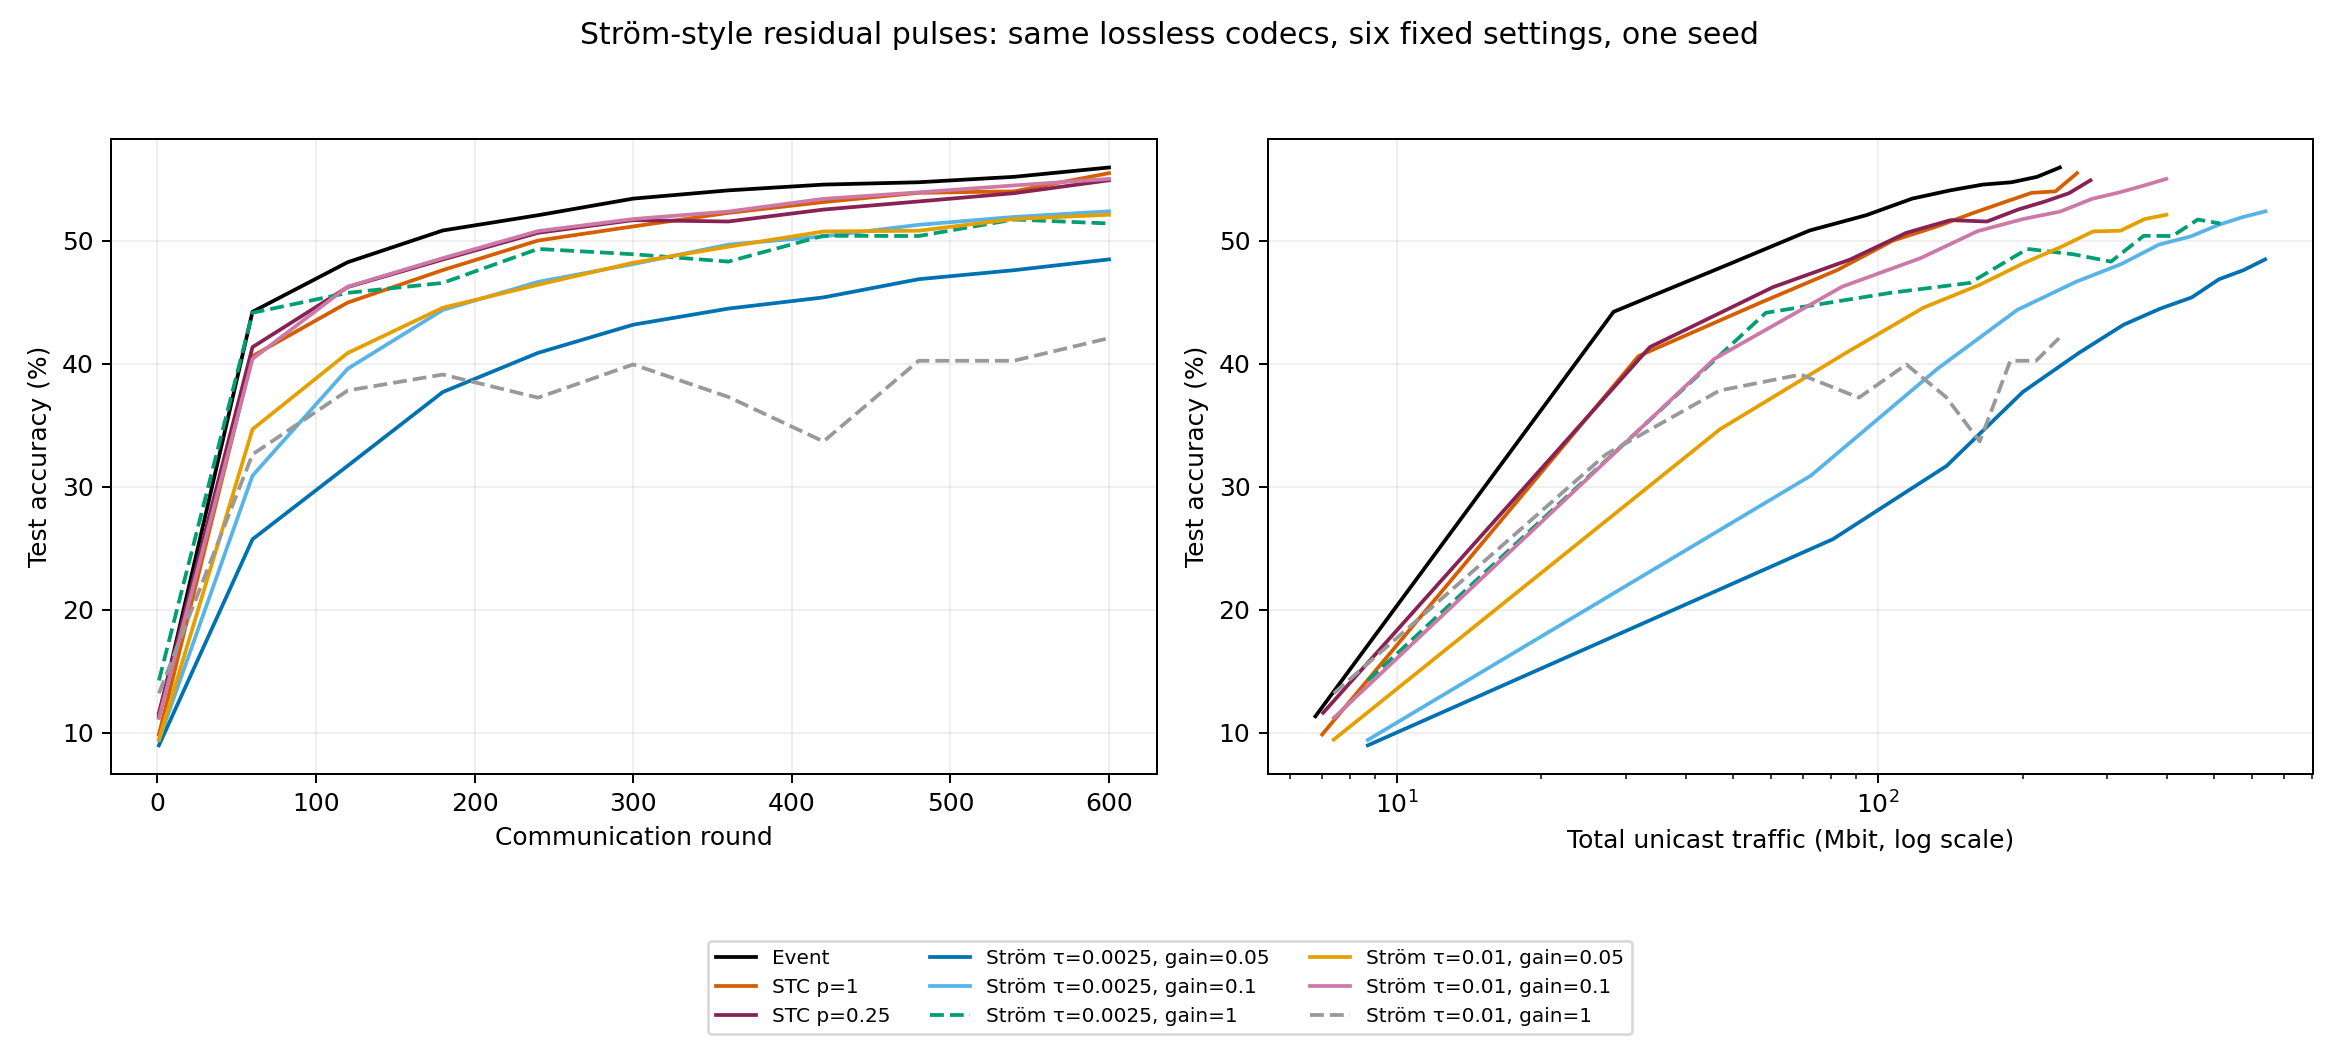 Ström-style residual pulses: same lossless codecs, six fixed settings, one seed
Test accuracy (%)
50
40
30
20
10
0 100 200 300 400 500 600
Communication round
Test accuracy (%)
50
40
30
20
10
10¹ 10²
Total unicast traffic (Mbit, log scale)
Event
STC p=1
STC p=0.25
Ström τ=0.0025, gain=0.05
Ström τ=0.0025, gain=0.1
Ström τ=0.0025, gain=1
Ström τ=0.01, gain=0.05
Ström τ=0.01, gain=0.1
Ström τ=0.01, gain=1